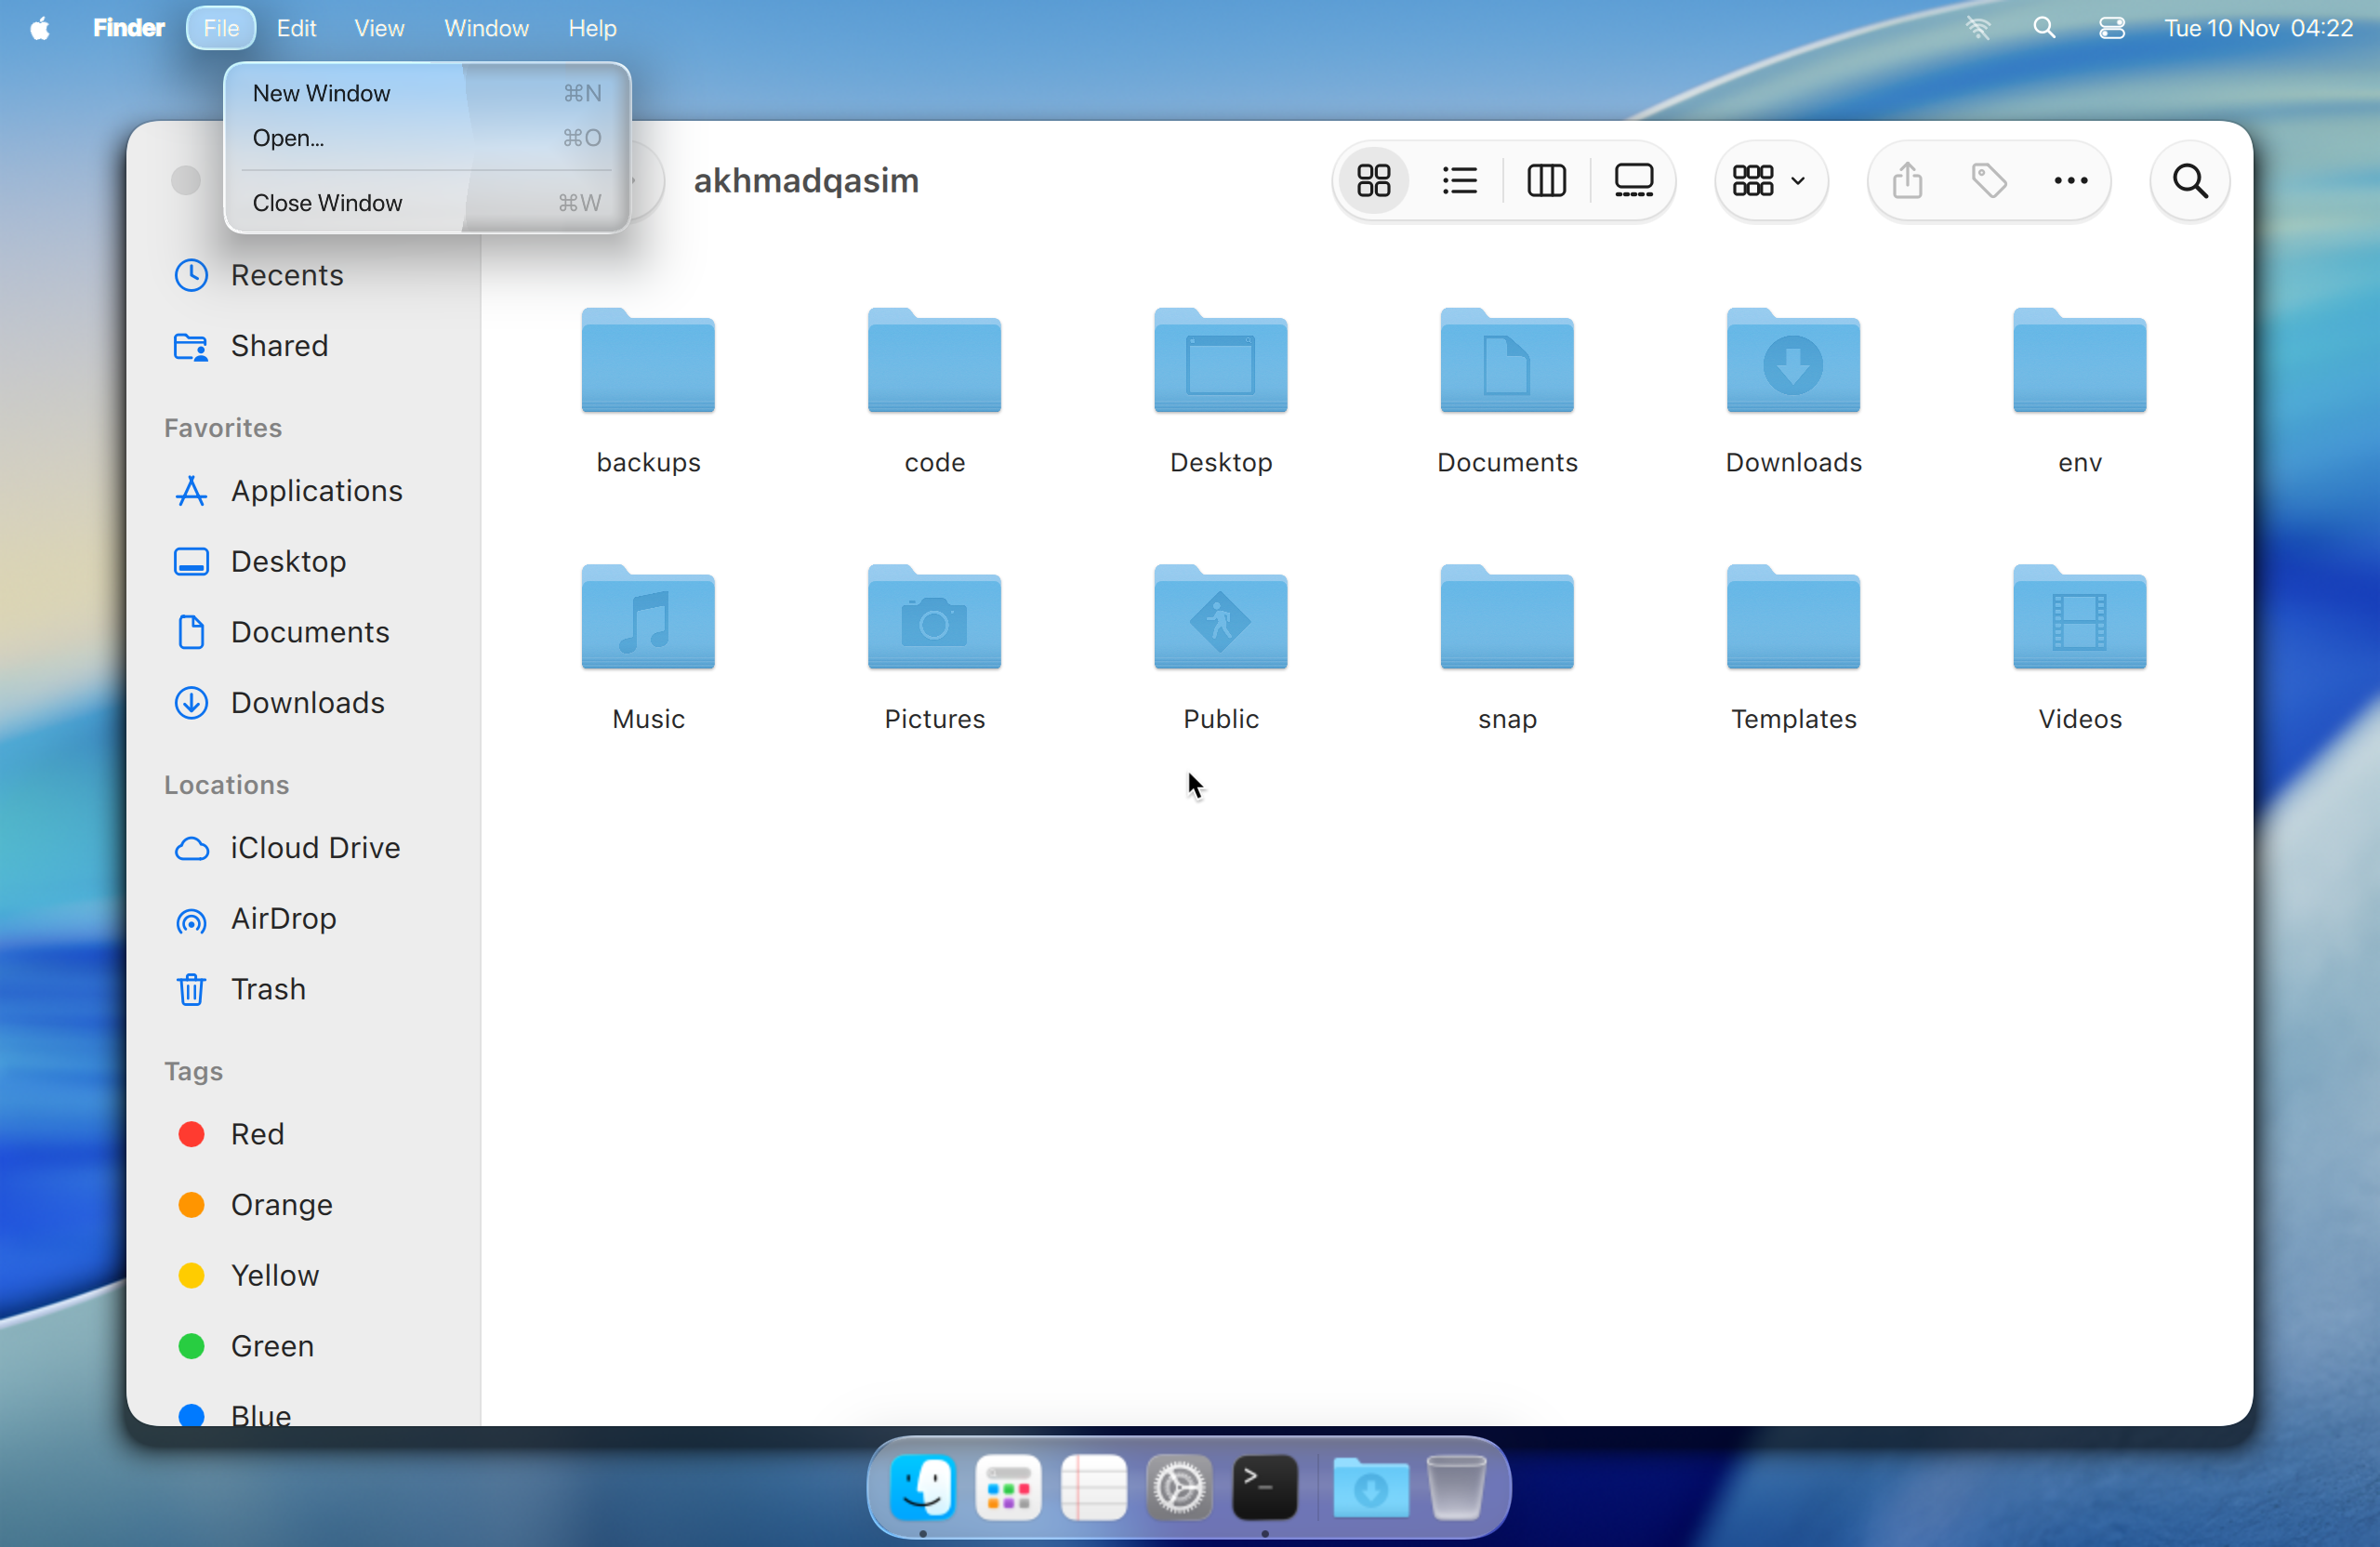 Finder File Edit View Window Help Tue 10 Nov 04:22
New Window ⌘N
Open... ⌘O
Close Window ⌘W
akhmadqasim
Recents
Shared
Favorites
Applications
Desktop
Documents
Downloads
Locations
iCloud Drive
AirDrop
Trash
Tags
Red
Orange
Yellow
Green
Blue
backups code Desktop Documents Downloads env
Music Pictures Public snap Templates Videos
>_